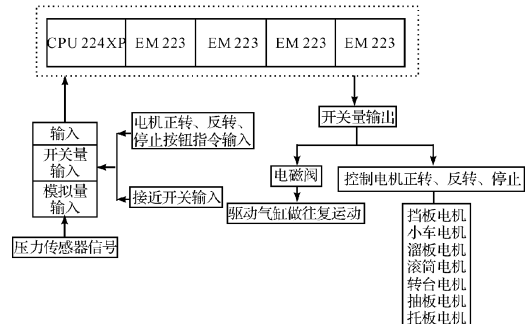 CPU 224XP EM 223 EM 223 EM 223 EM 223
输入
开关量
输入
模拟量
输入
压力传感器信号
电机正转、反转、
停止按钮指令输入
接近开关输入
开关量输出
电磁阀
驱动气缸做往复运动
控制电机正转、反转、停止
挡板电机
小车电机
溜板电机
滚筒电机
转台电机
抽板电机
托板电机